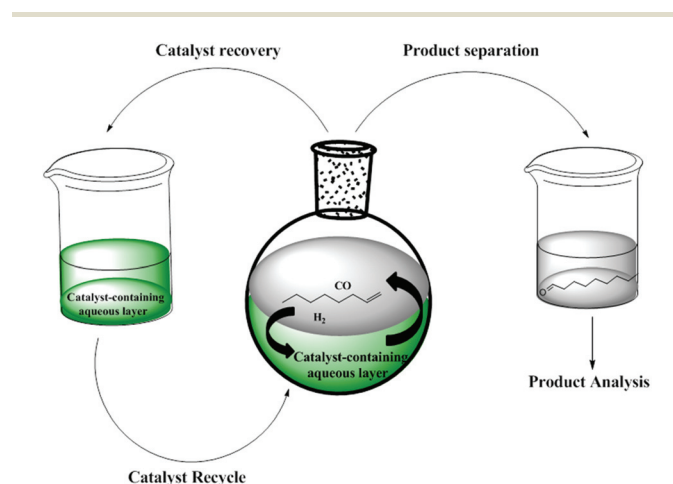 Catalyst recovery
Product separation
CO
H2
Catalyst-containing
aqueous layer
Catalyst-containing
aqueous layer
O
Product Analysis
Catalyst Recycle